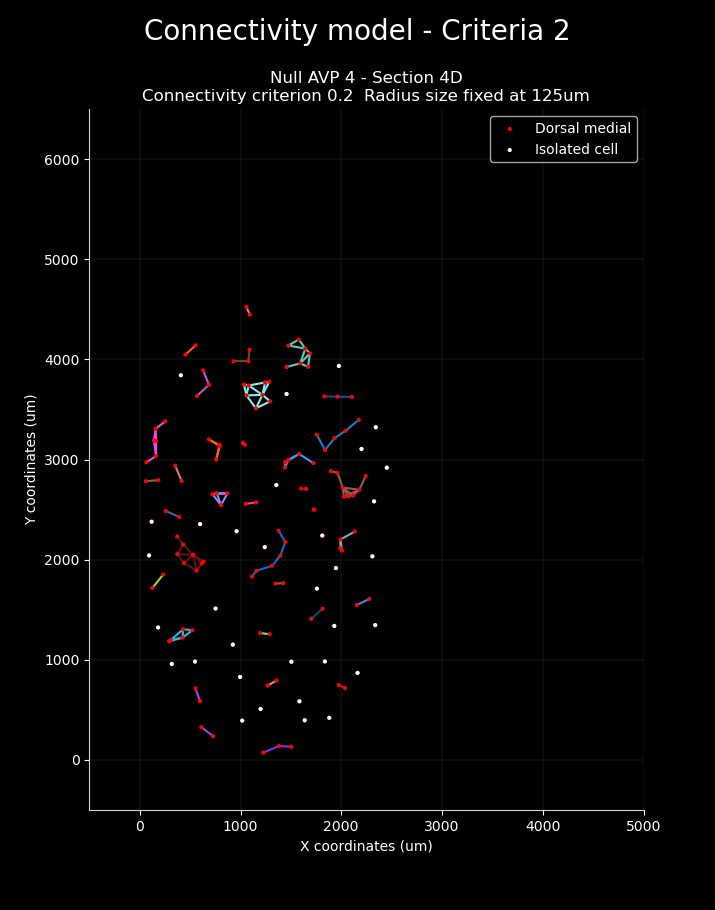 Connectivity model - Criteria 2
Null AVP 4 - Section 4D
Connectivity criterion 0.2  Radius size fixed at 125um
Dorsal medial
Isolated cell
6000
5000
4000
3000
2000
1000
0
Y coordinates (um)
0 1000 2000 3000 4000 5000
X coordinates (um)